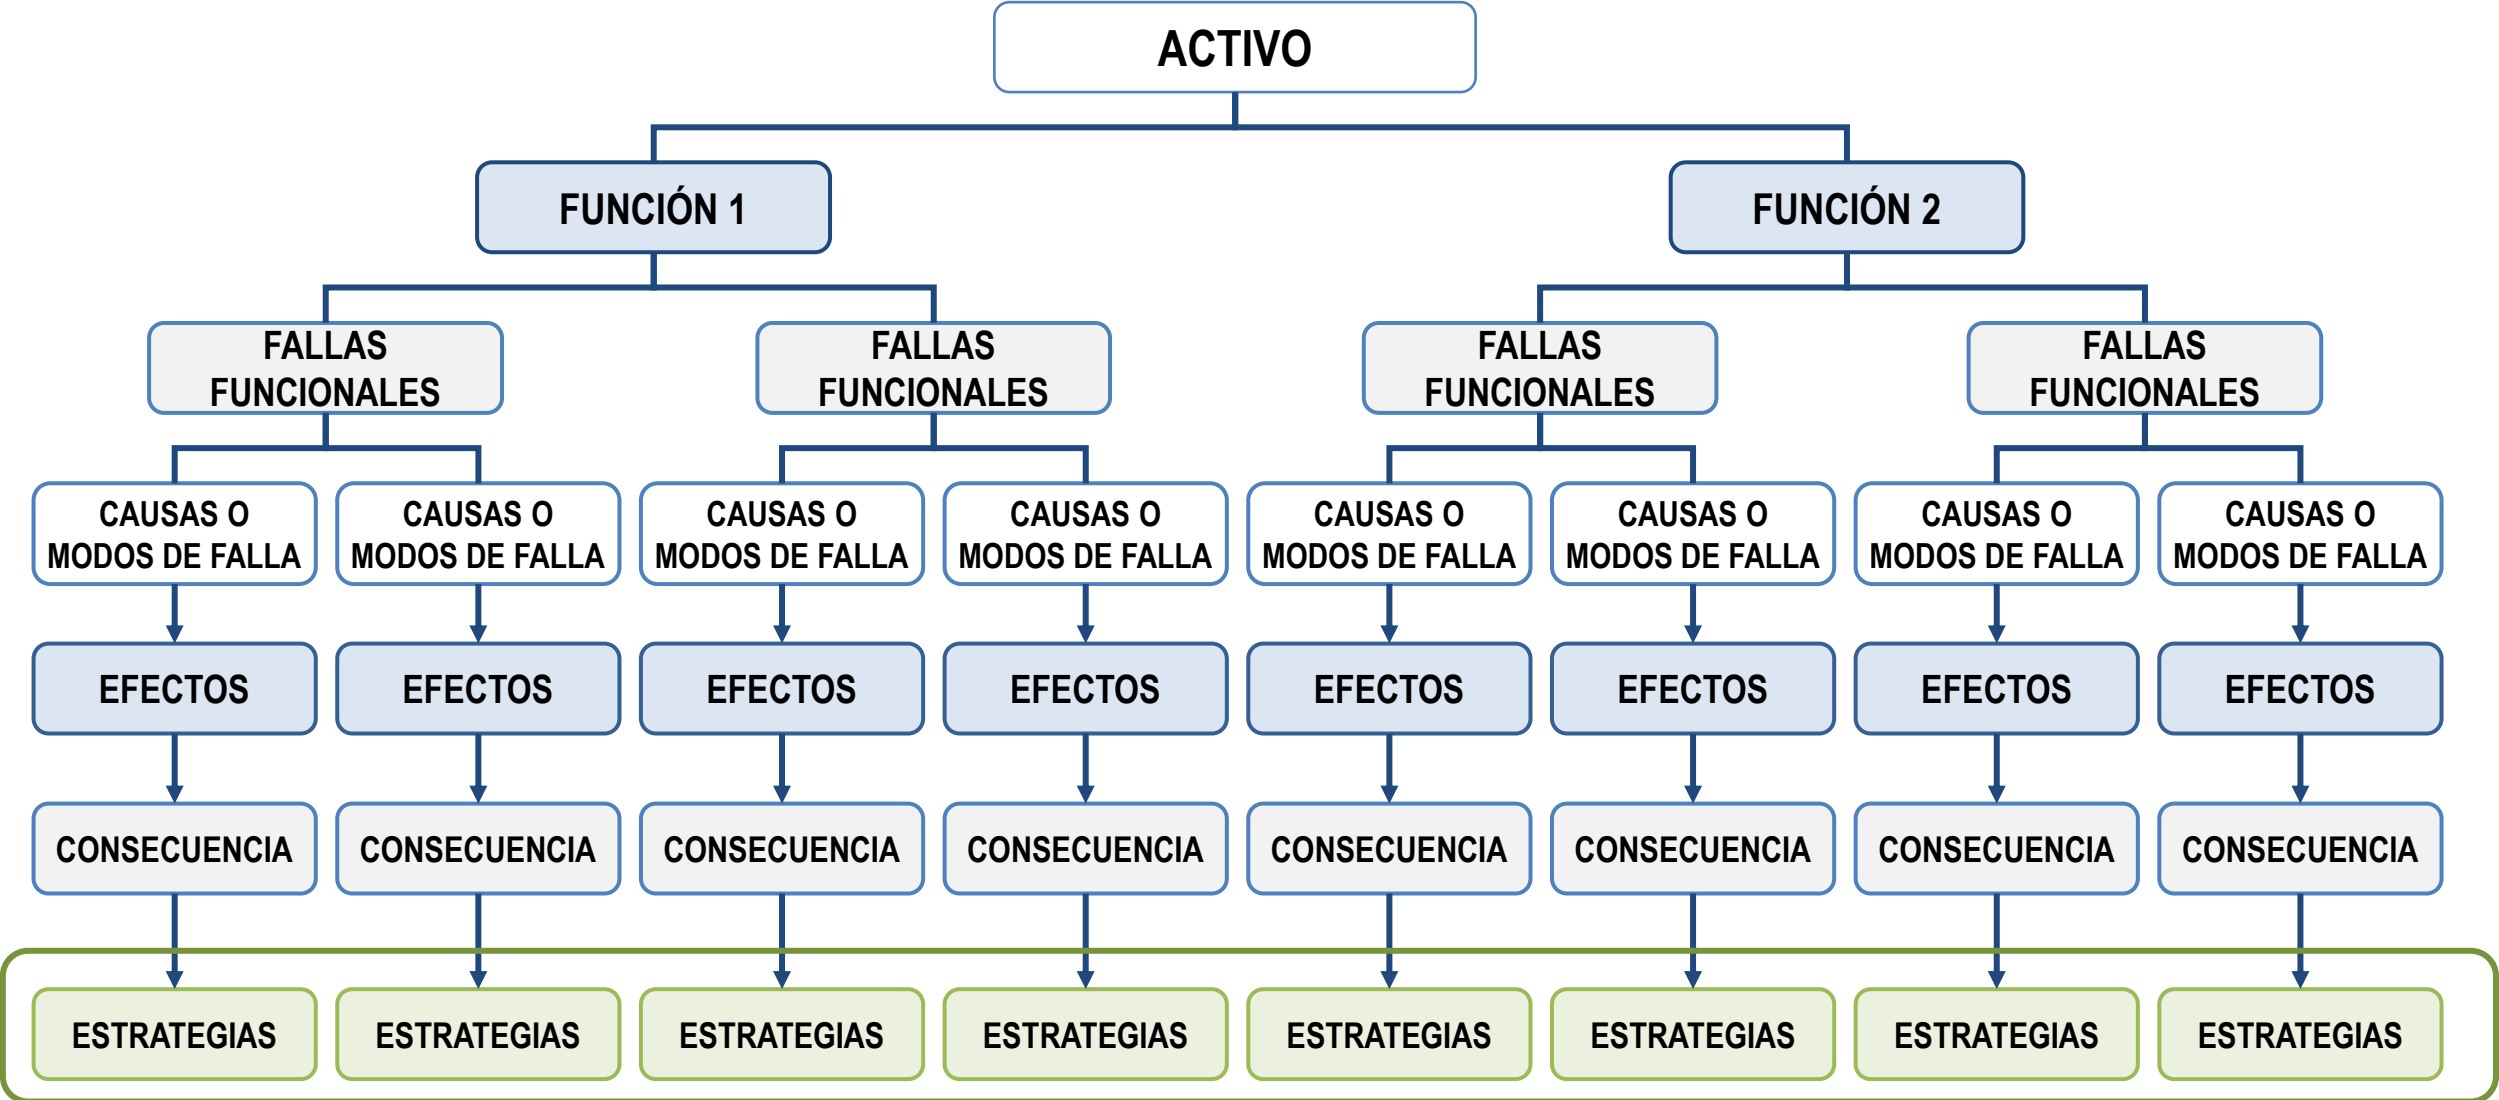 ACTIVO
FUNCIÓN 1
FUNCIÓN 2
FALLAS
FUNCIONALES
FALLAS
FUNCIONALES
FALLAS
FUNCIONALES
FALLAS
FUNCIONALES
CAUSAS O
MODOS DE FALLA
CAUSAS O
MODOS DE FALLA
CAUSAS O
MODOS DE FALLA
CAUSAS O
MODOS DE FALLA
CAUSAS O
MODOS DE FALLA
CAUSAS O
MODOS DE FALLA
CAUSAS O
MODOS DE FALLA
CAUSAS O
MODOS DE FALLA
EFECTOS
EFECTOS
EFECTOS
EFECTOS
EFECTOS
EFECTOS
EFECTOS
EFECTOS
CONSECUENCIA
CONSECUENCIA
CONSECUENCIA
CONSECUENCIA
CONSECUENCIA
CONSECUENCIA
CONSECUENCIA
CONSECUENCIA
ESTRATEGIAS
ESTRATEGIAS
ESTRATEGIAS
ESTRATEGIAS
ESTRATEGIAS
ESTRATEGIAS
ESTRATEGIAS
ESTRATEGIAS